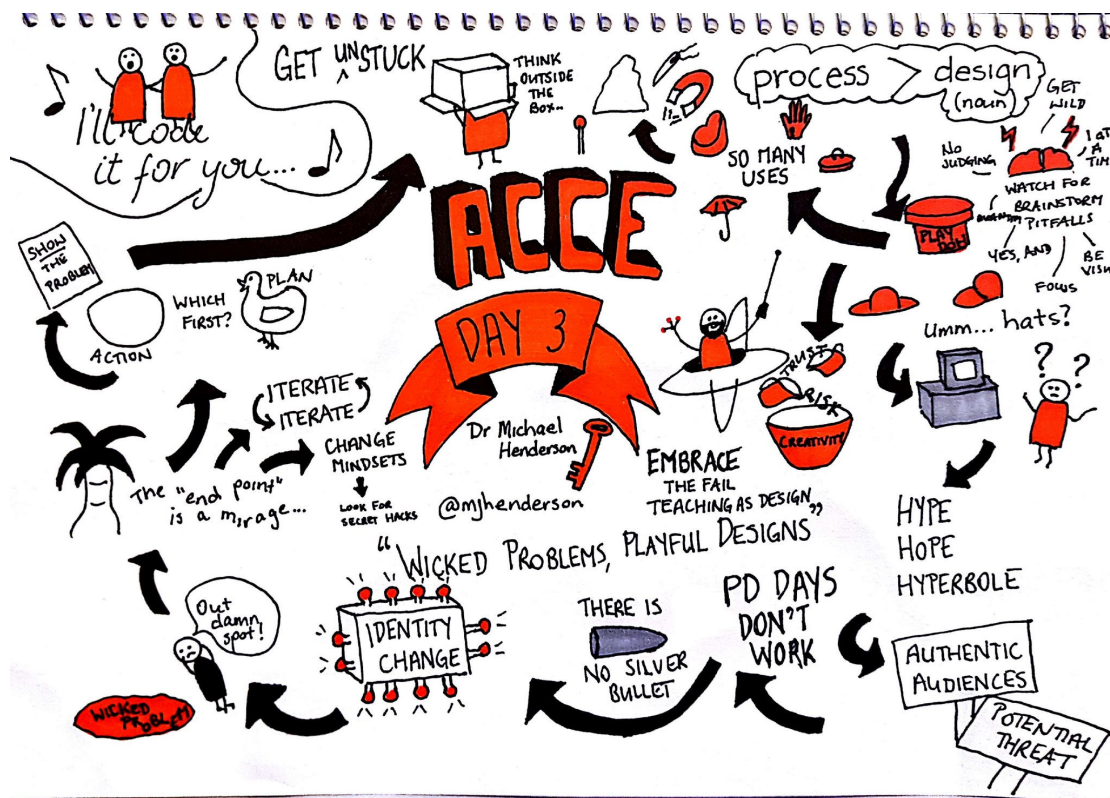 I'll code
it for you...
GET UNSTUCK
THINK
OUTSIDE
THE
BOX...
process > design
(noun)
GET
WILD
NO
JUDGING
1 AT
A
TIM
WATCH FOR
BRAINSTORM
PITFALLS
YES, AND
FOCUS
BE
VISU
SO MANY
USES
PLAY
DOH
ACCE
DAY 3
SHOW
THE
PROBLEM
ACTION
WHICH
FIRST?
PLAN
ITERATE
ITERATE
CHANGE
MINDSETS
LOOK FOR
SECRET HACKS
The "end point"
is a mirage...
Dr Michael
Henderson
@mjhenderson
TRUST
RISK
CREATIVITY
EMBRACE
THE FAIL
TEACHING AS DESIGN
"WICKED PROBLEMS, PLAYFUL DESIGNS"
Umm... hats?
? ?
HYPE
HOPE
HYPERBOLE
AUTHENTIC
AUDIENCES
POTENTIAL
THREAT
PD DAYS
DON'T
WORK
THERE IS
NO SILVER
BULLET
IDENTITY
CHANGE
Out
damn
spot!
WICKED
PROBLEM